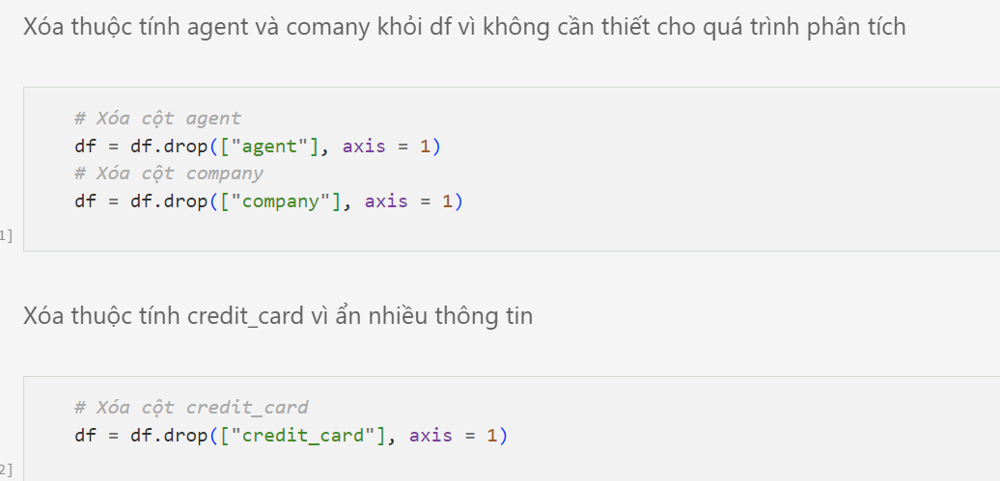 Xóa thuộc tính agent và comany khỏi df vì không cần thiết cho quá trình phân tích
# Xóa cột agent
df = df.drop(["agent"], axis = 1)
# Xóa cột company
df = df.drop(["company"], axis = 1)
1]
Xóa thuộc tính credit_card vì ẩn nhiều thông tin
# Xóa cột credit_card
df = df.drop(["credit_card"], axis = 1)
2]